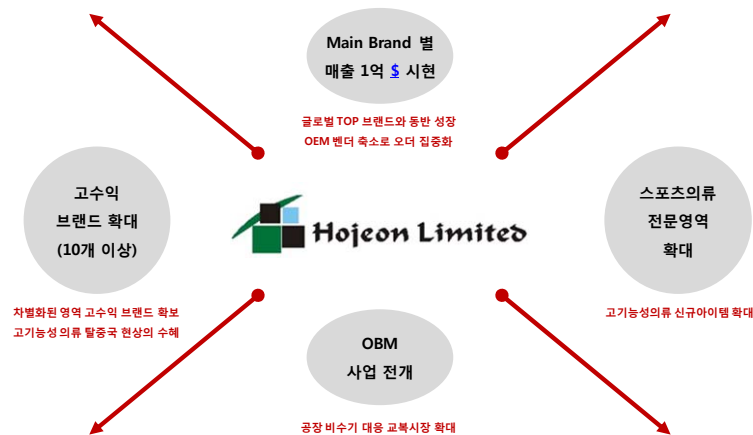 Main Brand 별
매출 1억 $ 시현
글로벌 TOP 브랜드와 동반 성장
OEM 벤더 축소로 오더 집중화
고수익
브랜드 확대
(10개 이상)
차별화된 영역 고수익 브랜드 확보
고기능성 의류 탈중국 현상의 수혜
Hojeon Limited
스포츠의류
전문영역
확대
고기능성의류 신규아이템 확대
OBM
사업 전개
공장 비수기 대응 교복시장 확대